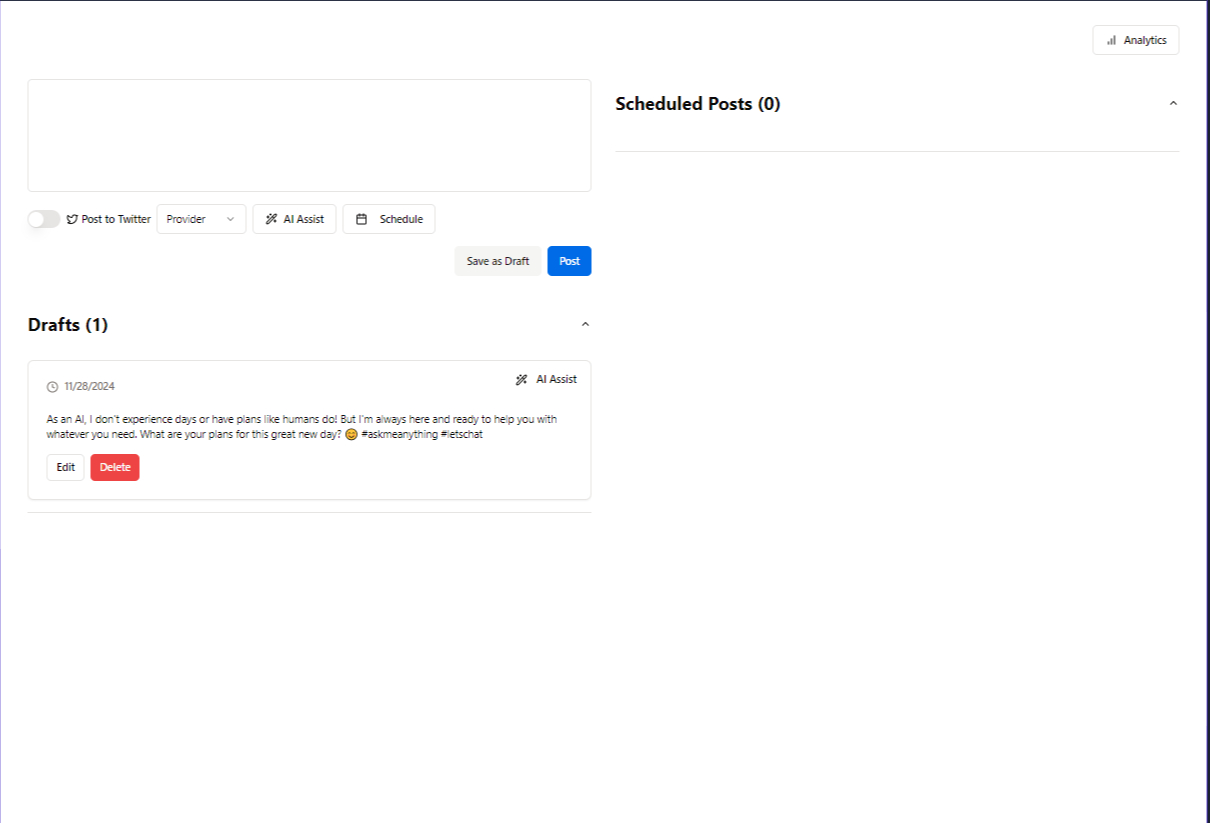 Analytics
Scheduled Posts (0)
Post to Twitter
Provider
AI Assist
Schedule
Save as Draft
Post
Drafts (1)
11/28/2024
AI Assist
As an AI, I don't experience days or have plans like humans do! But I'm always here and ready to help you with
whatever you need. What are your plans for this great new day? 😊 #askmeanything #letschat
Edit
Delete